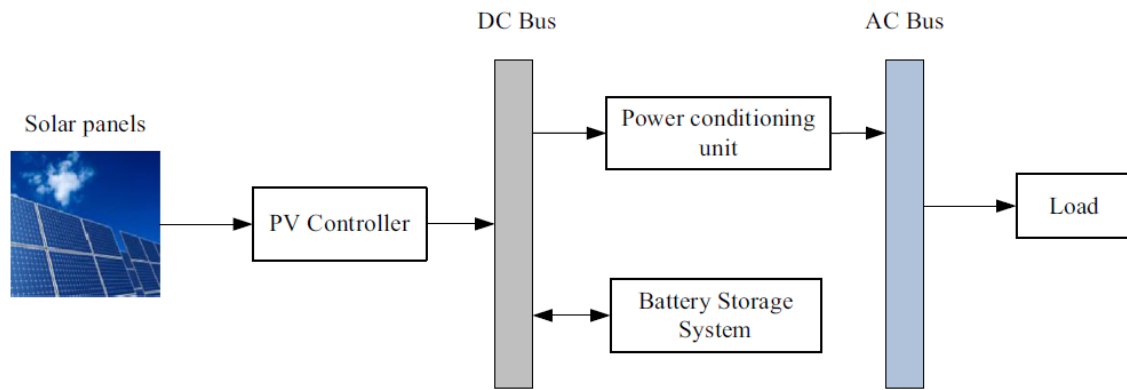 DC Bus
AC Bus
Solar panels
Power conditioning
unit
PV Controller
Load
Battery Storage
System